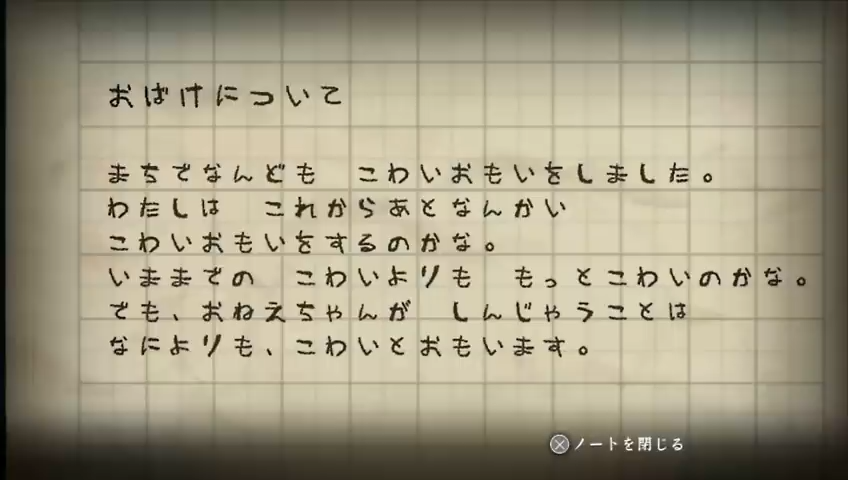 おばけについて
まちでなんども　こわいおもいをしました。
わたしは　これからあとなんかい
こわいおもいをするのかな。
いままでの　こわいよりも　もっとこわいのかな。
でも、おねえちゃんが　しんじゃうことは
なによりも、こわいとおもいます。
ノートを閉じる